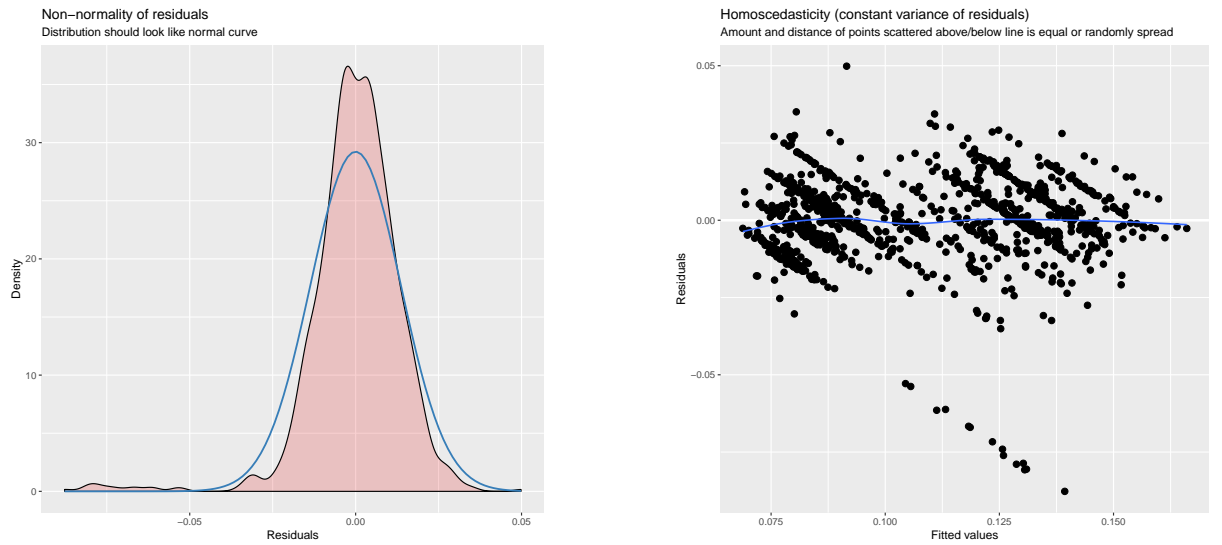 Non−normality of residuals
Distribution should look like normal curve
30
20
10
0
Density
−0.05
0.00
0.05
Residuals
Homoscedasticity (constant variance of residuals)
Amount and distance of points scattered above/below line is equal or randomly spread
0.05
0.00
−0.05
Residuals
0.075
0.100
0.125
0.150
Fitted values